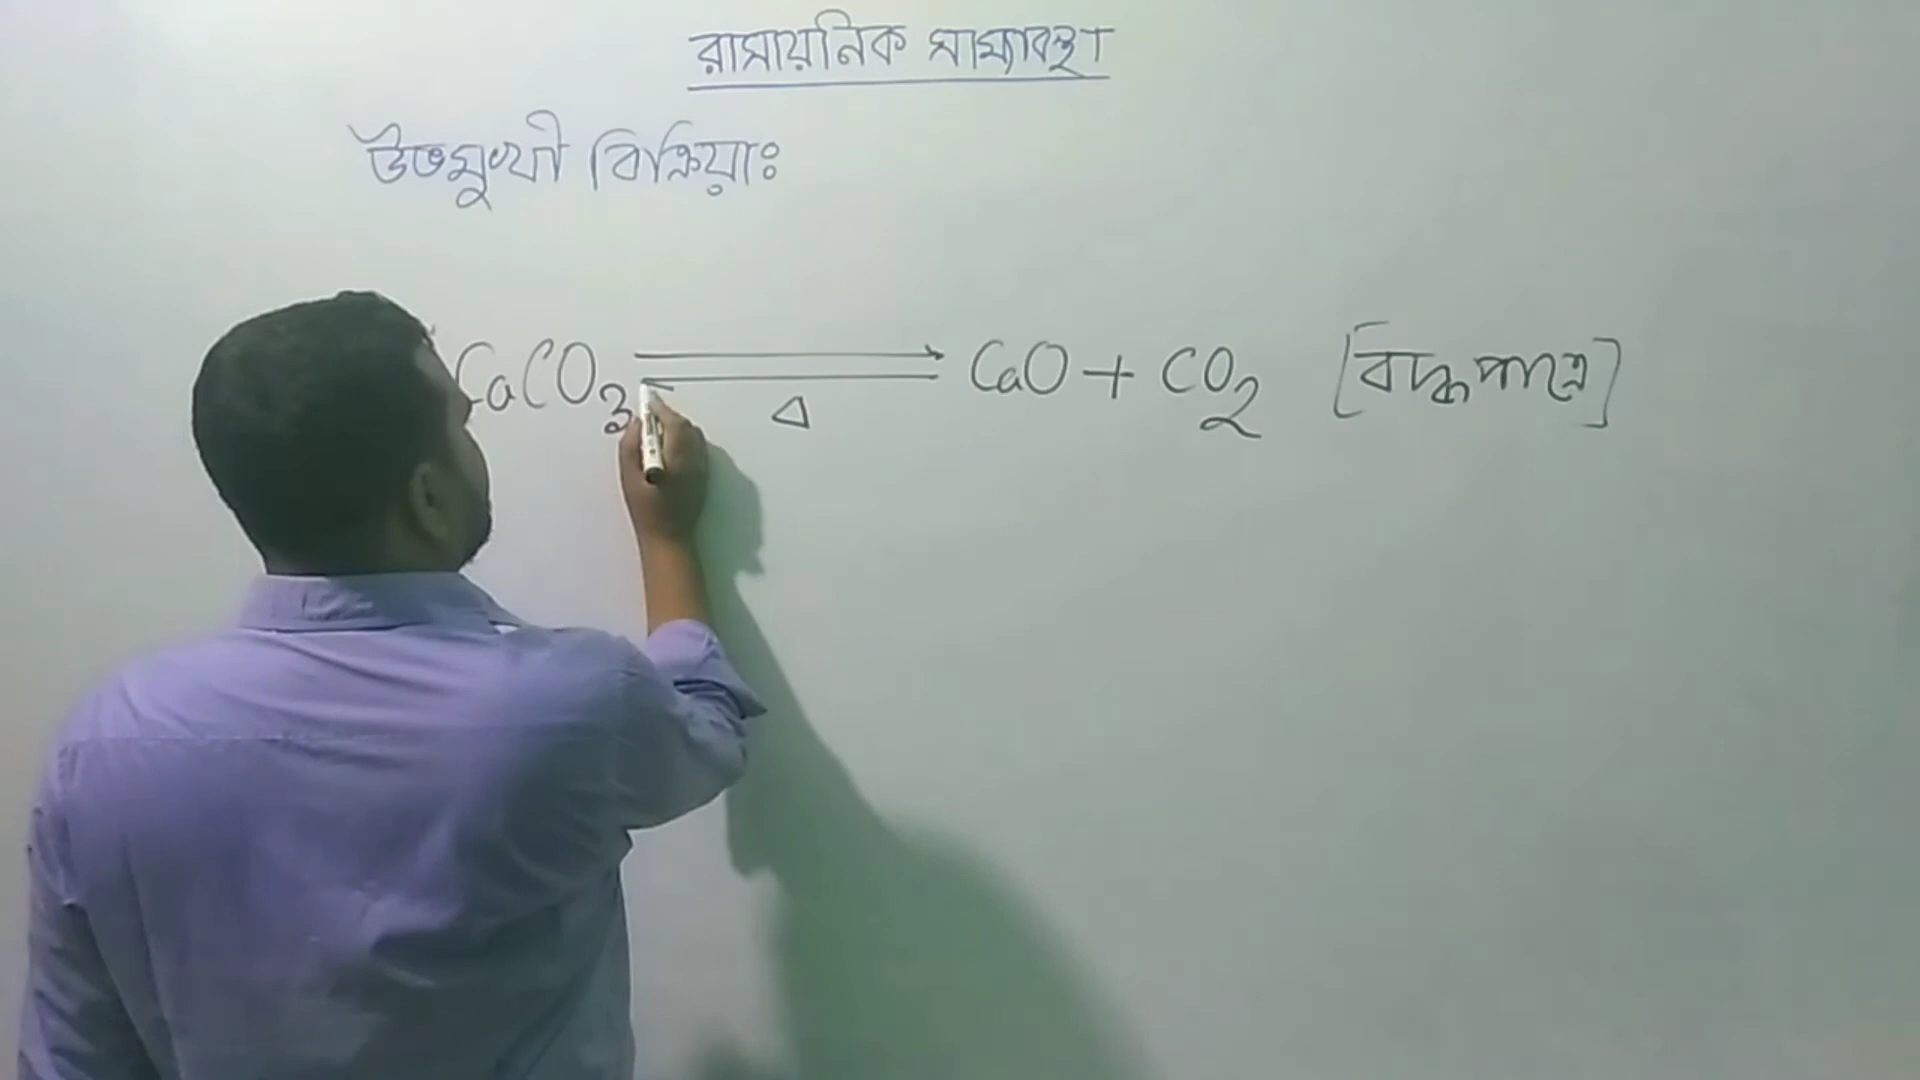 রাসায়নিক সাম্যাবস্থা
উভমুখী বিক্রিয়াঃ
CaCO₃ ⇌ CaO + CO₂ [বদ্ধপাত্রে]
Δ